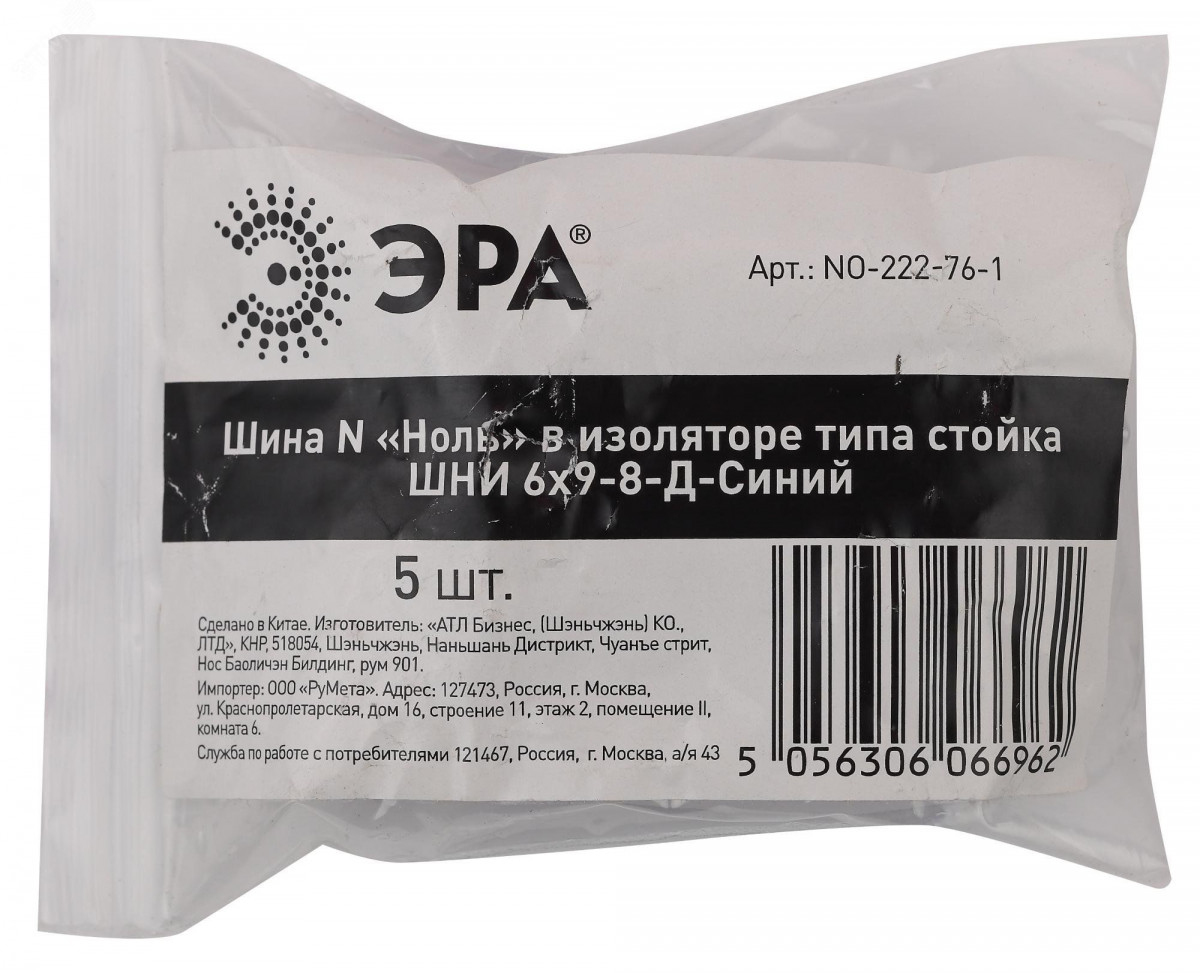 ЭРА®
Арт.: NO-222-76-1
Шина N «Ноль» в изоляторе типа стойка
ШНИ 6х9-8-Д-Синий
5 шт.
Сделано в Китае. Изготовитель: «АТЛ Бизнес, (Шэньчжэнь) КО.,
ЛТД», КНР, 518054, Шэньчжэнь, Наньшань Дистрикт, Чуанъе стрит,
Нос Баоличэн Билдинг, рум 901.
Импортер: ООО «РуМета». Адрес: 127473, Россия, г. Москва,
ул. Краснопролетарская, дом 16, строение 11, этаж 2, помещение II,
комната 6.
Служба по работе с потребителями 121467, Россия, г. Москва, а/я 43
5 056306 066962